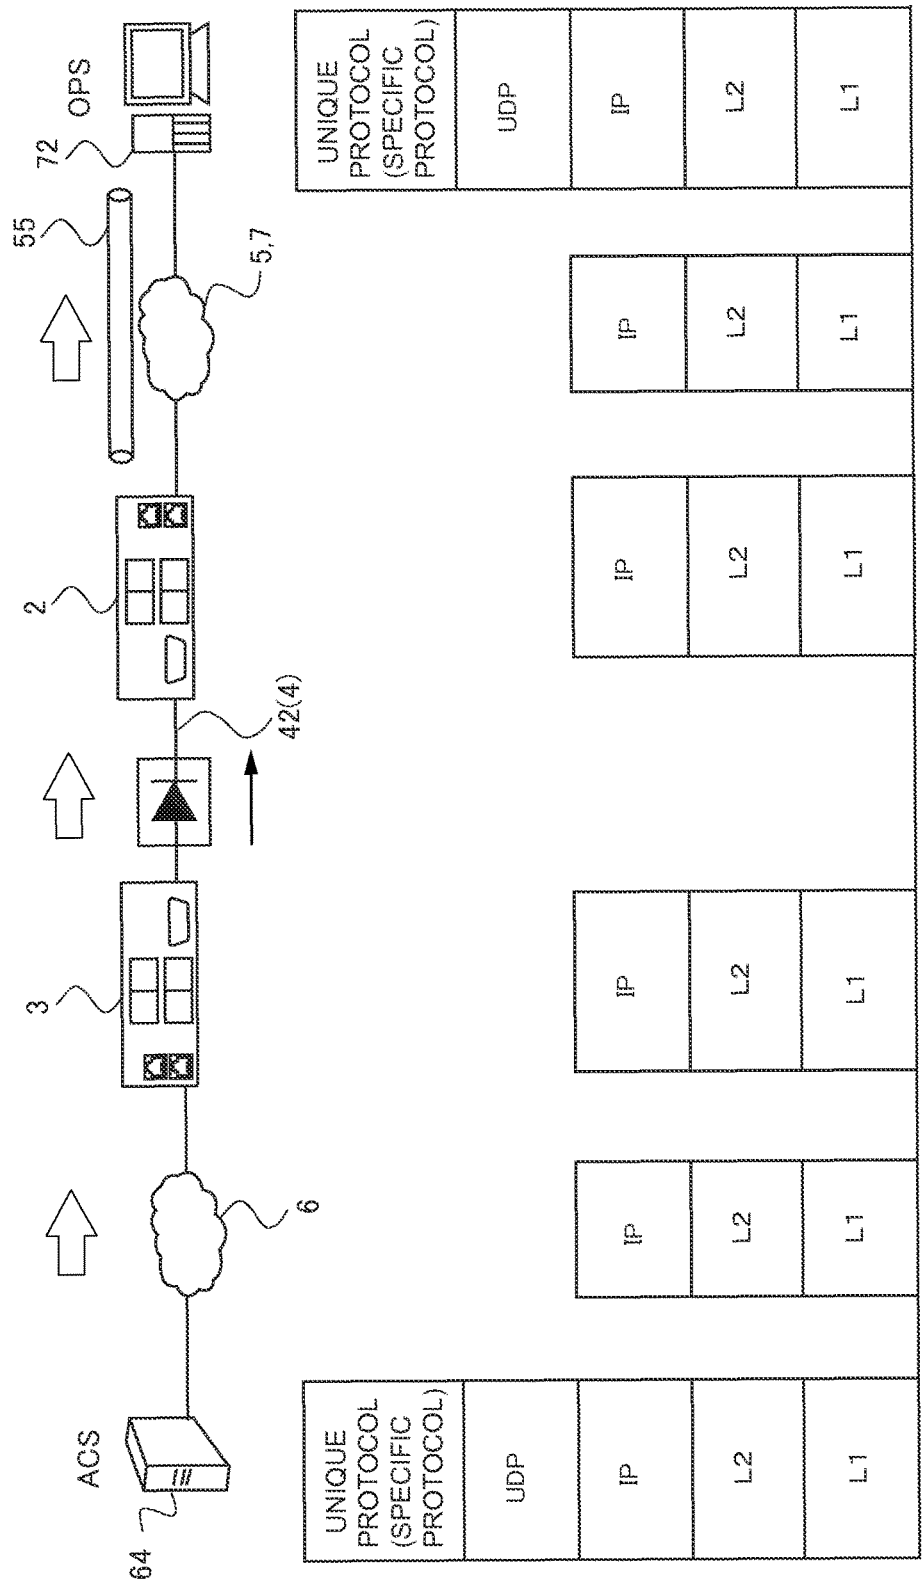 64
ACS
6
3
42(4)
2
55
5,7
72
OPS
UNIQUE
PROTOCOL
(SPECIFIC
PROTOCOL)
UDP
IP
L2
L1
IP
L2
L1
IP
L2
L1
IP
L2
L1
IP
L2
L1
UNIQUE
PROTOCOL
(SPECIFIC
PROTOCOL)
UDP
IP
L2
L1